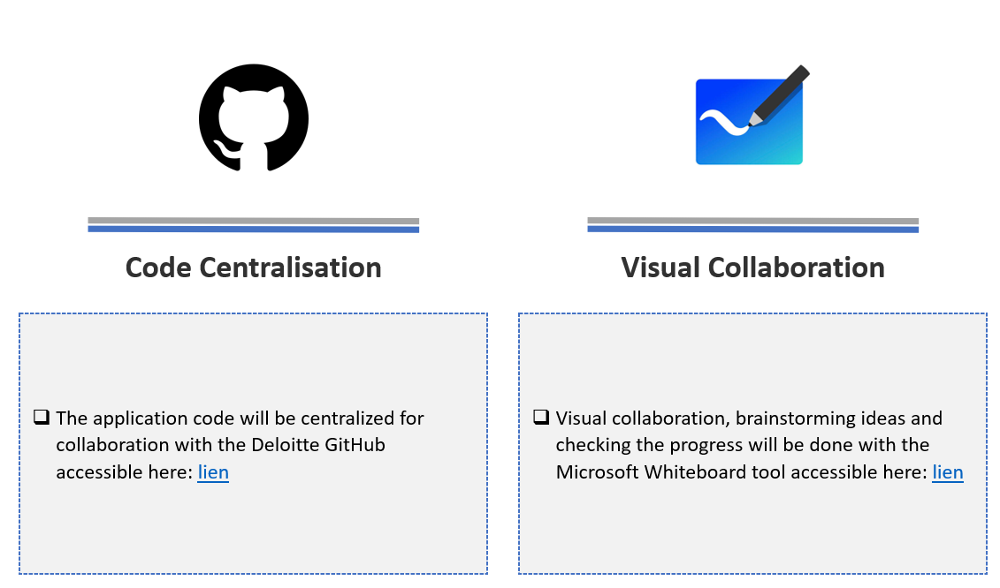 Code Centralisation
❑ The application code will be centralized for
collaboration with the Deloitte GitHub
accessible here: lien
Visual Collaboration
❑ Visual collaboration, brainstorming ideas and
checking the progress will be done with the
Microsoft Whiteboard tool accessible here: lien